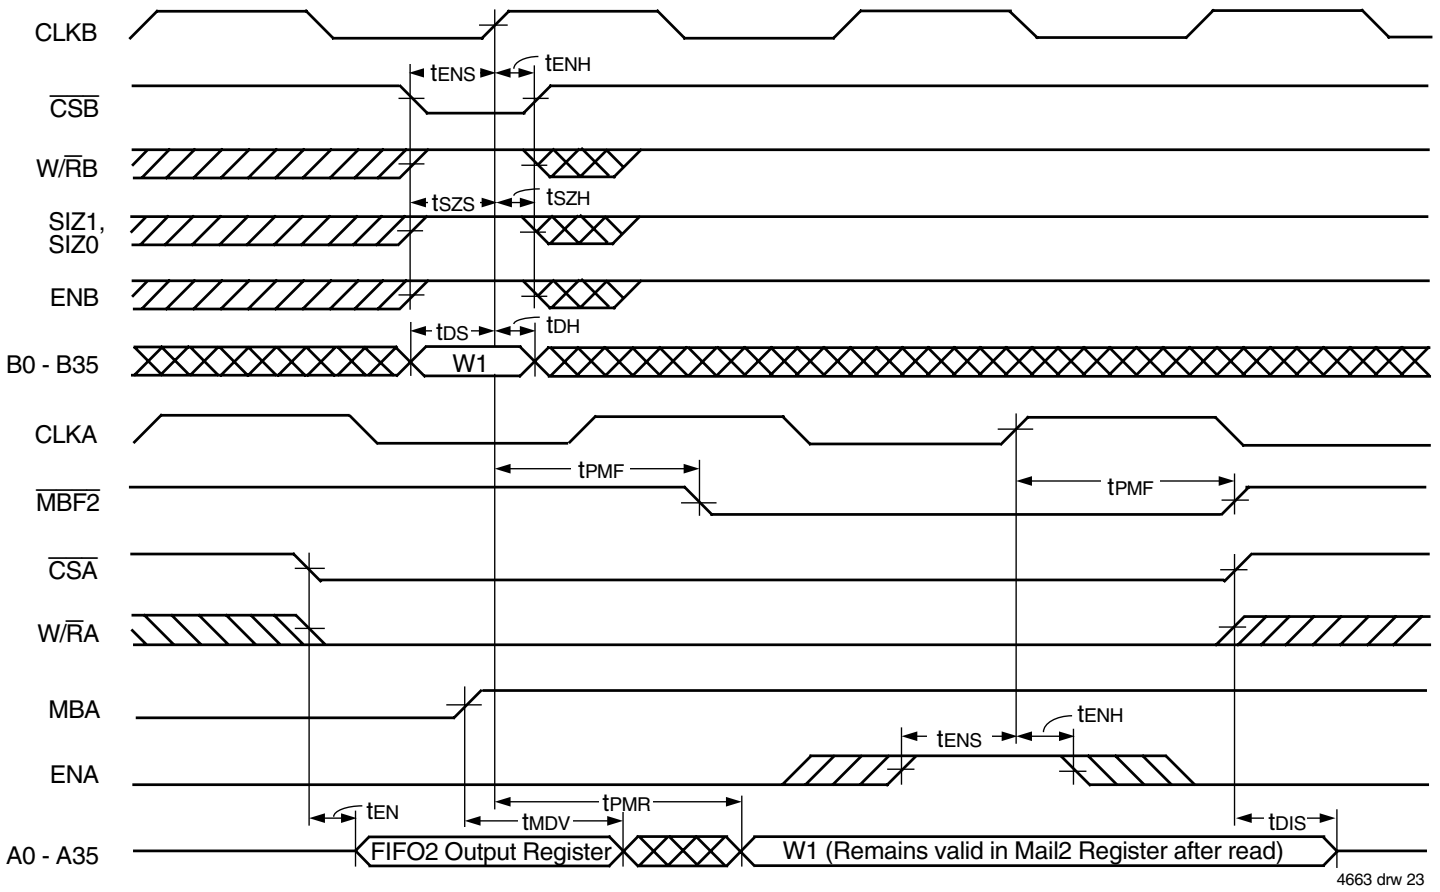 CLKB
tENS
tENH
CSB
W/RB
tSZS
tSZH
SIZ1,
SIZ0
ENB
tDS
tDH
B0 - B35
W1
CLKA
tPMF
tPMF
MBF2
CSA
W/RA
MBA
tENS
tENH
ENA
tEN
tPMR
tMDV
tDIS
A0 - A35
FIFO2 Output Register
W1 (Remains valid in Mail2 Register after read)
4663 drw 23